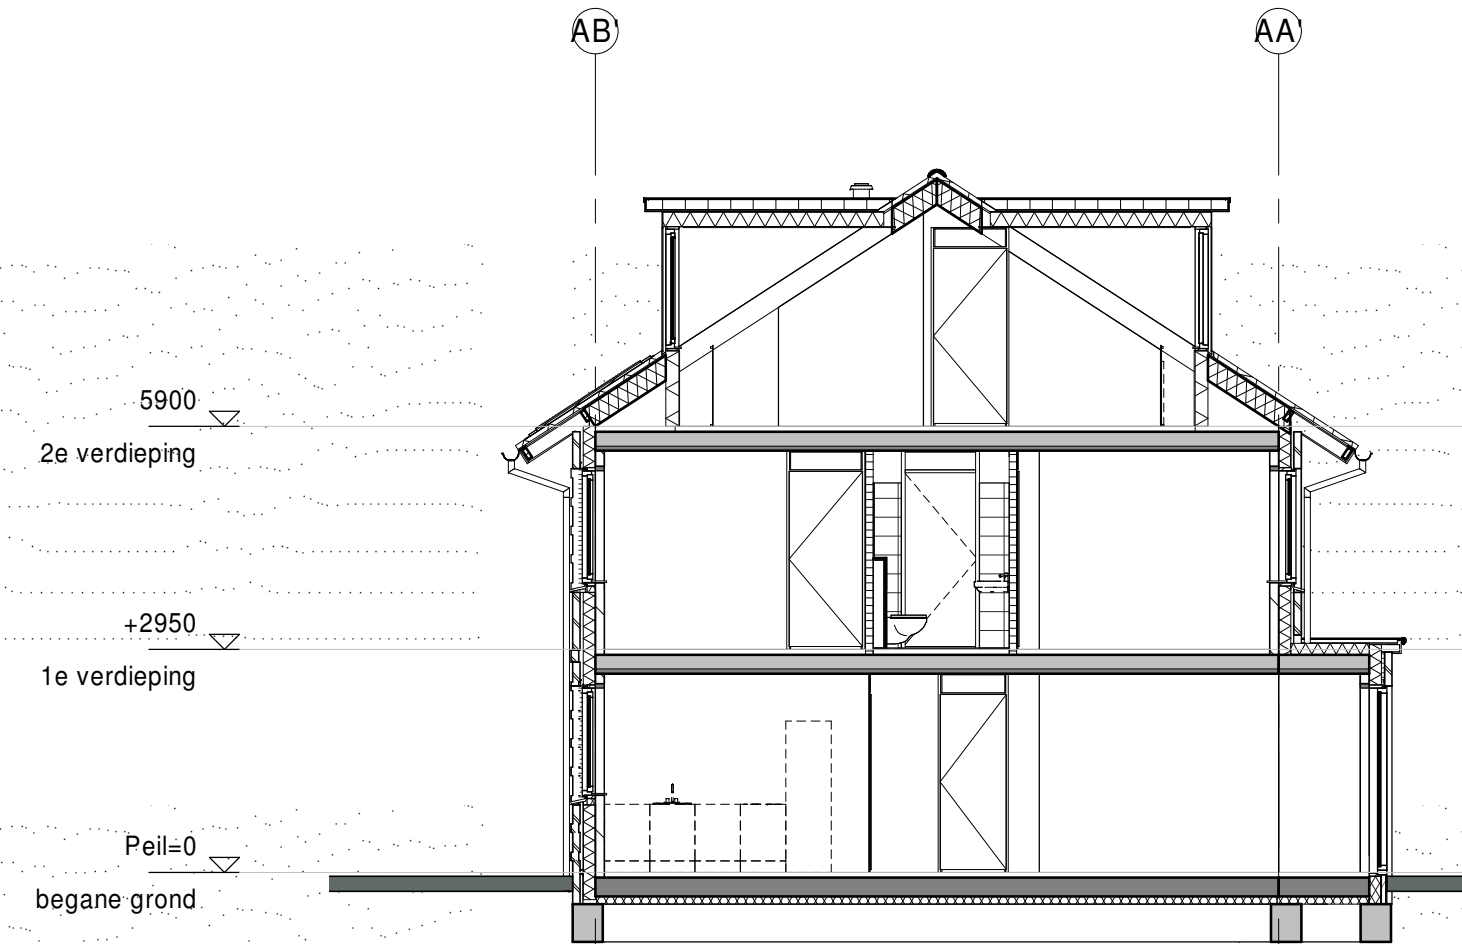 AB'
AA'
5900
2e verdieping
+2950
1e verdieping
Peil=0
begane grond